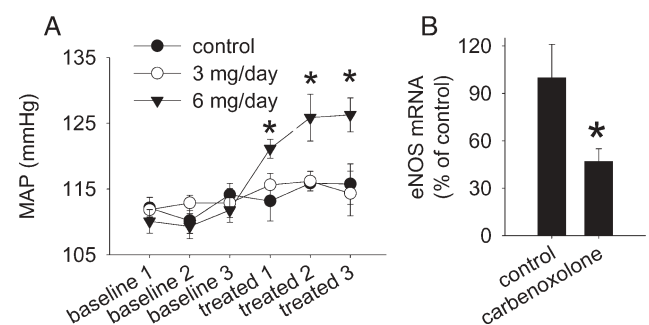 A
control
3 mg/day
6 mg/day
MAP (mmHg)
135
125
115
105
*
*
*
baseline 1
baseline 2
baseline 3
treated 1
treated 2
treated 3
B
eNOS mRNA
(% of control)
120
90
60
30
0
*
control
carbenoxolone